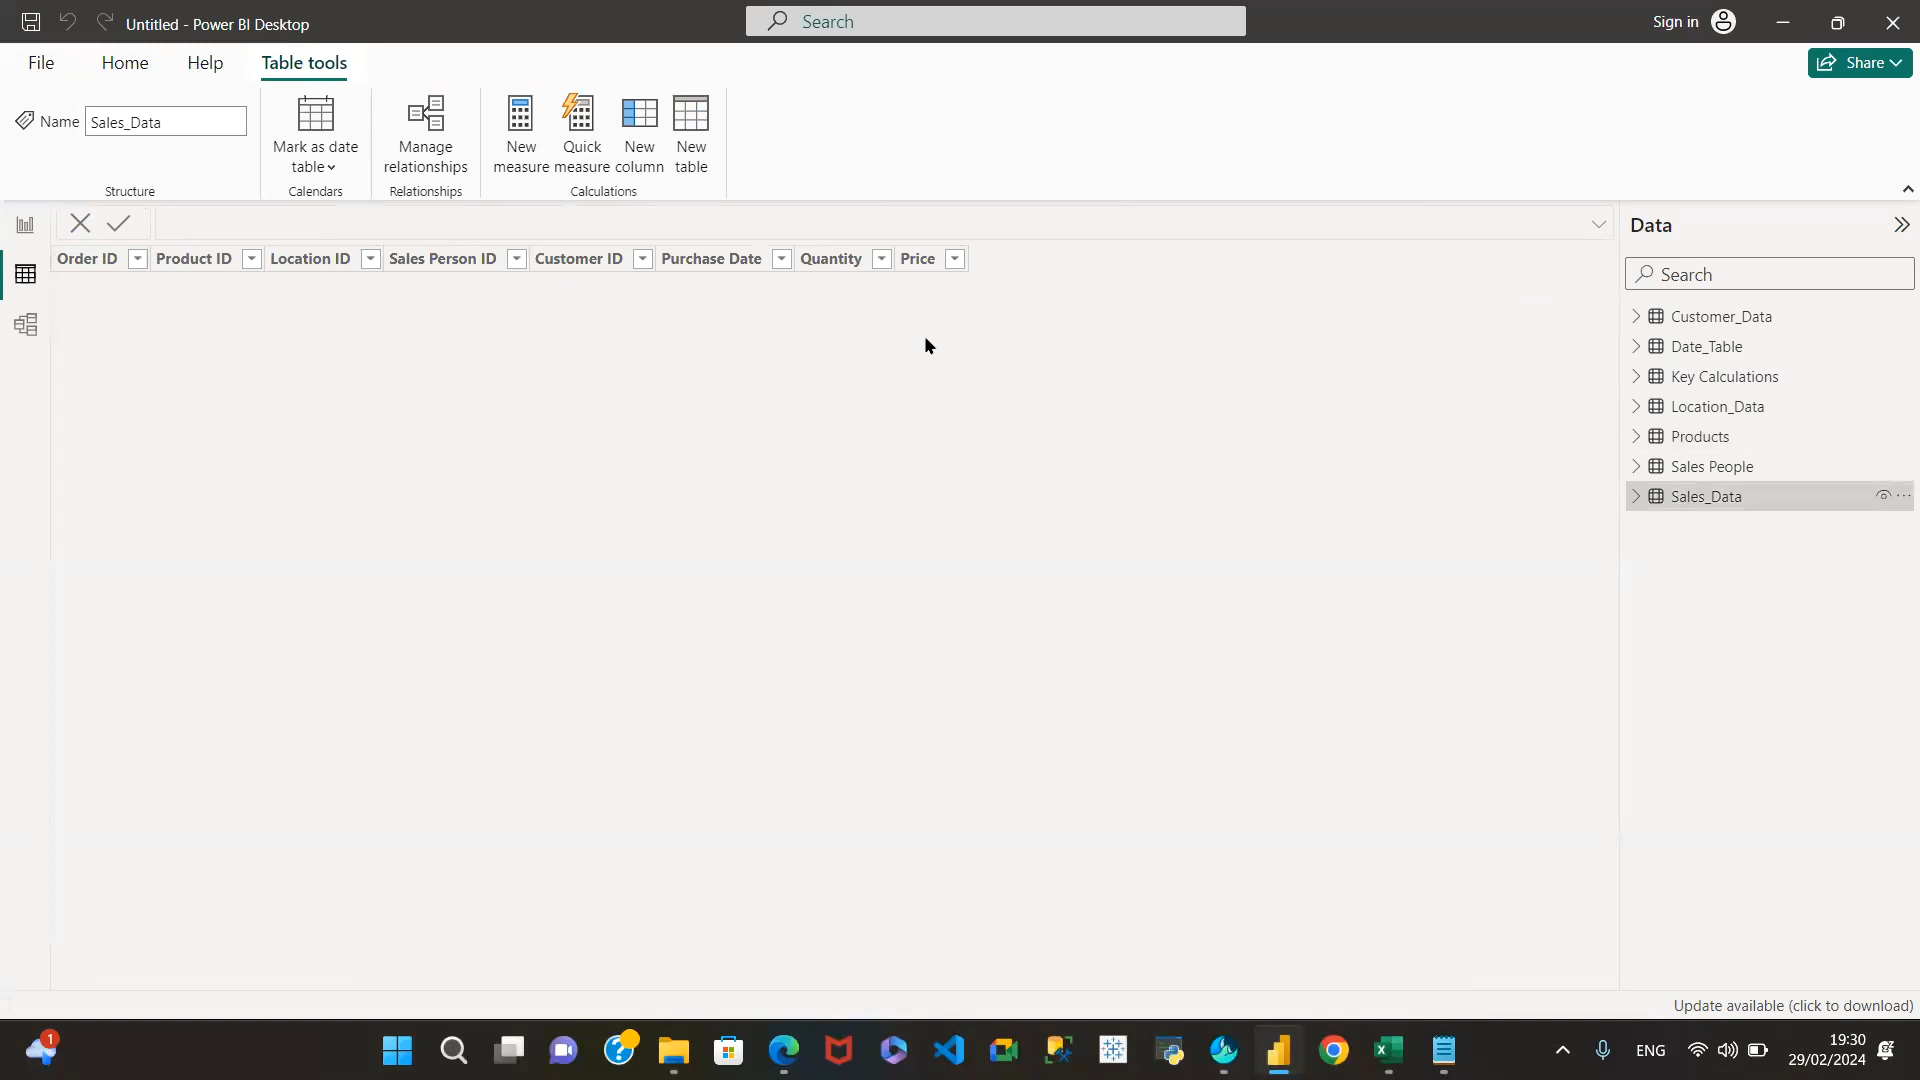 Untitled - Power BI Desktop
Search
Sign in
File
Home
Help
Table tools
Share
Name
Sales_Data
Mark as date
table
Manage
relationships
New
measure
Quick
measure
New
column
New
table
Structure
Calendars
Relationships
Calculations
Order ID
Product ID
Location ID
Sales Person ID
Customer ID
Purchase Date
Quantity
Price
Data
Search
Customer_Data
Date_Table
Key Calculations
Location_Data
Products
Sales People
Sales_Data
Update available (click to download)
1
ENG
19:30
29/02/2024